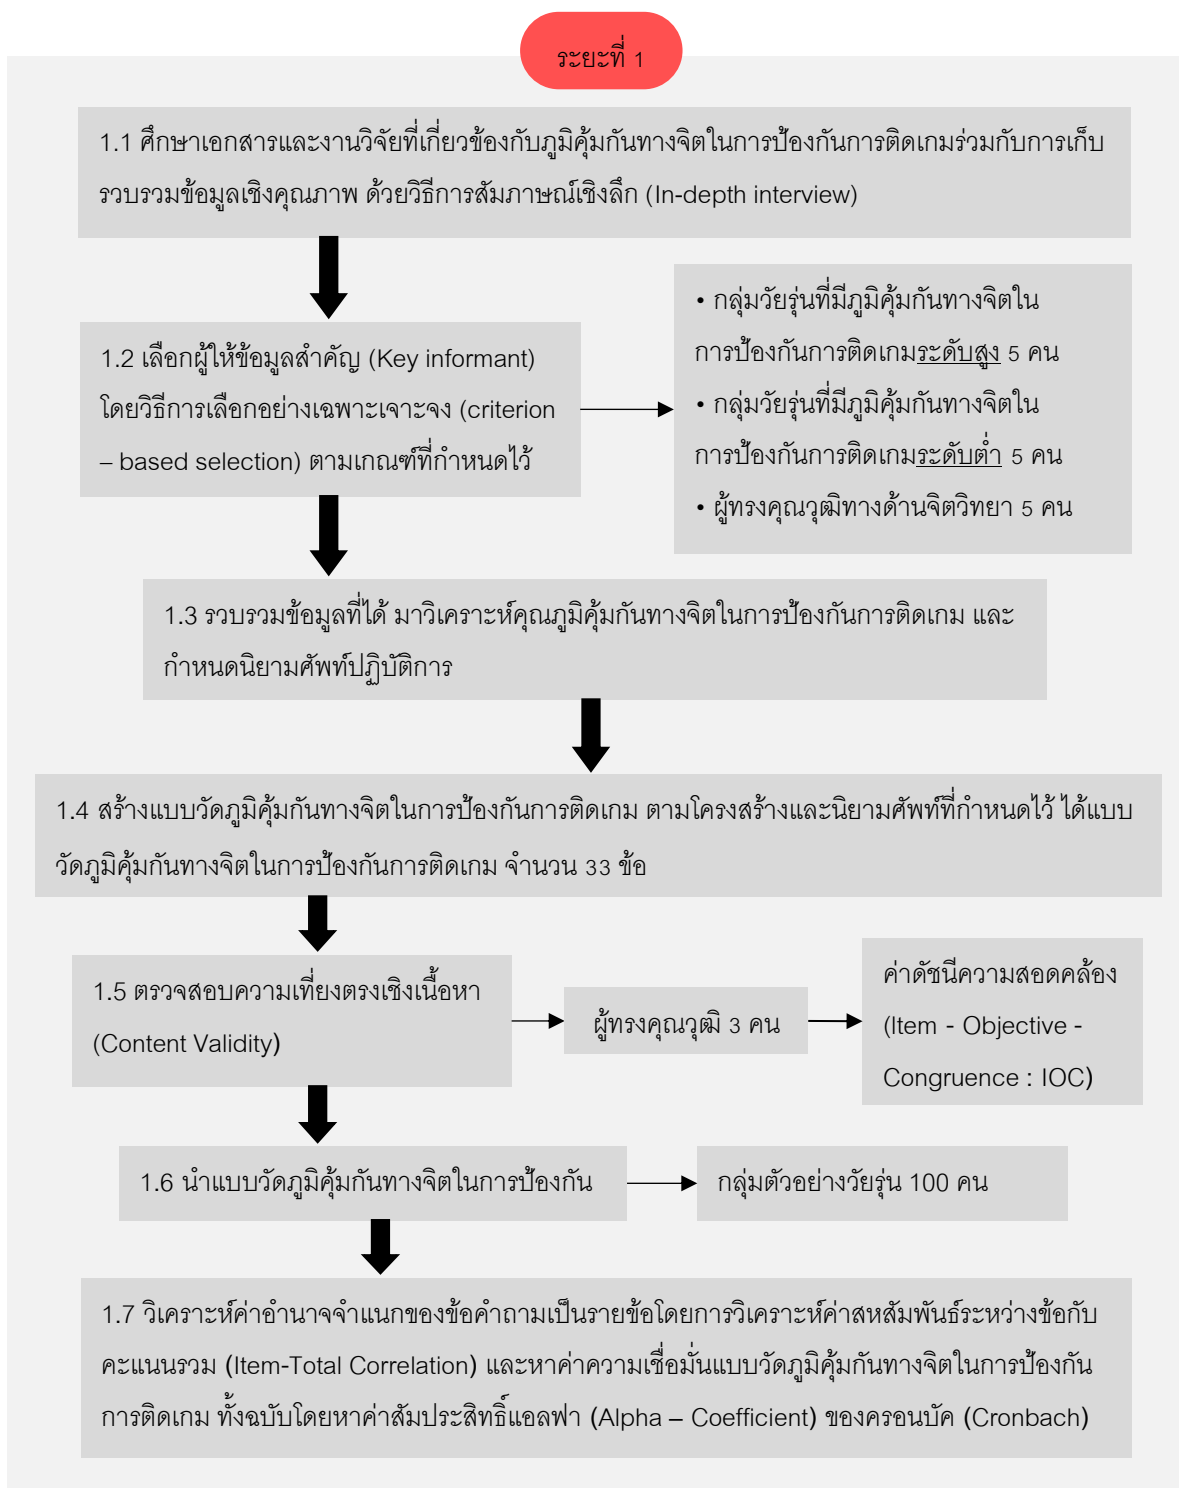 ระยะที่ 1
1.1 ศึกษาเอกสารและงานวิจัยที่เกี่ยวข้องกับภูมิคุ้มกันทางจิตในการป้องกันการติดเกมร่วมกับการเก็บ
รวบรวมข้อมูลเชิงคุณภาพ ด้วยวิธีการสัมภาษณ์เชิงลึก (In-depth interview)
1.2 เลือกผู้ให้ข้อมูลสำคัญ (Key informant)
โดยวิธีการเลือกอย่างเฉพาะเจาะจง (criterion
– based selection) ตามเกณฑ์ที่กำหนดไว้
• กลุ่มวัยรุ่นที่มีภูมิคุ้มกันทางจิตใน
การป้องกันการติดเกมระดับสูง 5 คน
• กลุ่มวัยรุ่นที่มีภูมิคุ้มกันทางจิตใน
การป้องกันการติดเกมระดับต่ำ 5 คน
• ผู้ทรงคุณวุฒิทางด้านจิตวิทยา 5 คน
1.3 รวบรวมข้อมูลที่ได้ มาวิเคราะห์คุณภูมิคุ้มกันทางจิตในการป้องกันการติดเกม และ
กำหนดนิยามศัพท์ปฏิบัติการ
1.4 สร้างแบบวัดภูมิคุ้มกันทางจิตในการป้องกันการติดเกม ตามโครงสร้างและนิยามศัพท์ที่กำหนดไว้ ได้แบบ
วัดภูมิคุ้มกันทางจิตในการป้องกันการติดเกม จำนวน 33 ข้อ
1.5 ตรวจสอบความเที่ยงตรงเชิงเนื้อหา
(Content Validity)
ผู้ทรงคุณวุฒิ 3 คน
ค่าดัชนีความสอดคล้อง
(Item - Objective -
Congruence : IOC)
1.6 นำแบบวัดภูมิคุ้มกันทางจิตในการป้องกัน
กลุ่มตัวอย่างวัยรุ่น 100 คน
1.7 วิเคราะห์ค่าอำนาจจำแนกของข้อคำถามเป็นรายข้อโดยการวิเคราะห์ค่าสหสัมพันธ์ระหว่างข้อกับ
คะแนนรวม (Item-Total Correlation) และหาค่าความเชื่อมั่นแบบวัดภูมิคุ้มกันทางจิตในการป้องกัน
การติดเกม ทั้งฉบับโดยหาค่าสัมประสิทธิ์แอลฟา (Alpha – Coefficient) ของครอนบัค (Cronbach)